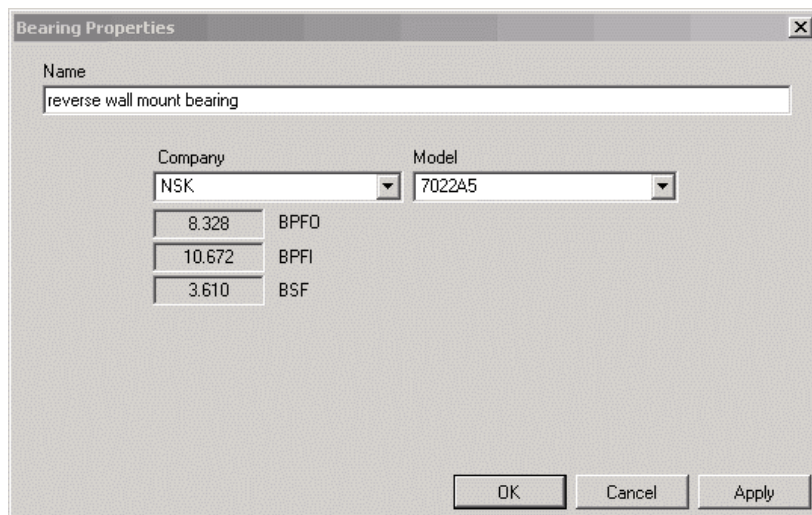 Bearing Properties
Name
reverse wall mount bearing
Company Model
NSK 7022A5
8.328 BPFO
10.672 BPFI
3.610 BSF
OK Cancel Apply